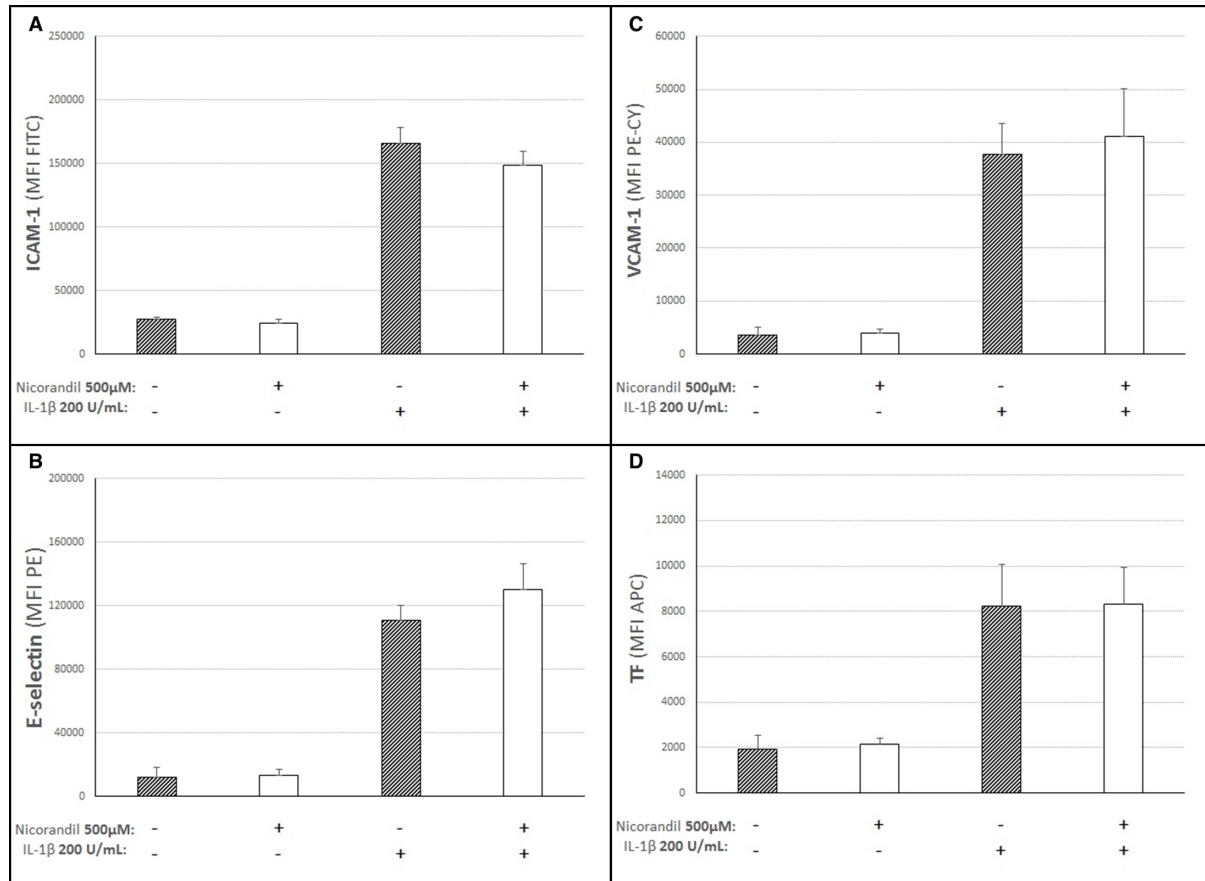 A
ICAM-1 (MFI FITC)
250000
200000
150000
100000
50000
0
Nicorandil 500µM: - + - +
IL-1β 200 U/mL: - - + +
C
VCAM-1 (MFI PE-CY)
60000
50000
40000
30000
20000
10000
0
Nicorandil 500µM: - + - +
IL-1β 200 U/mL: - - + +
B
E-selectin (MFI PE)
200000
160000
120000
80000
40000
0
Nicorandil 500µM: - + - +
IL-1β 200 U/mL: - - + +
D
TF (MFI APC)
14000
12000
10000
8000
6000
4000
2000
0
Nicorandil 500µM: - + - +
IL-1β 200 U/mL: - - + +